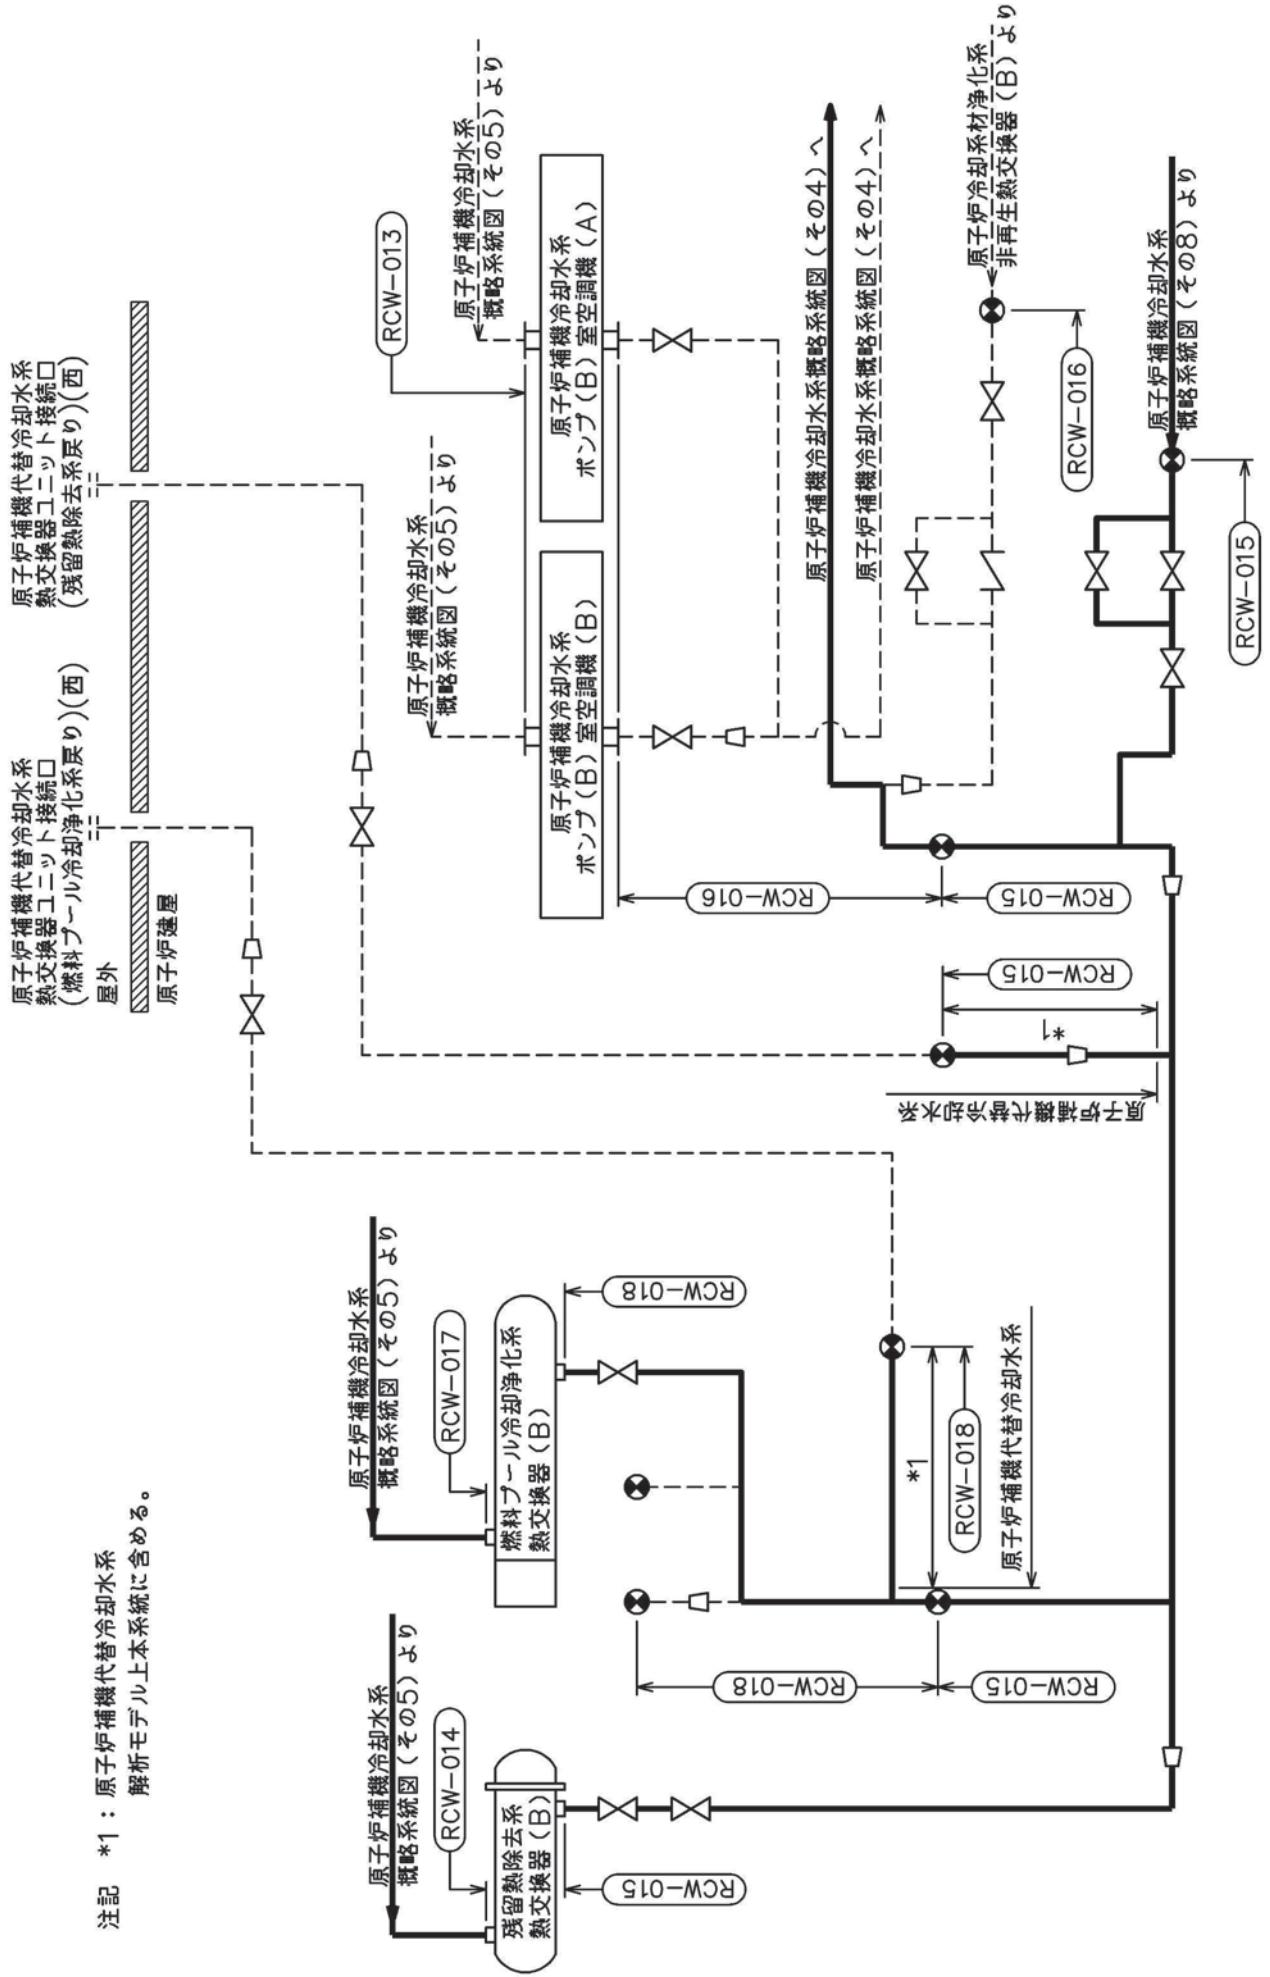 注記 *1：原子炉補機代替冷却水系
解析モデル上本系統に含める。
原子炉補機代替冷却水系
熱交換器ユニット接続口
(燃料プール冷却浄化系戻り)(西)
屋外
原子炉建屋
原子炉補機代替冷却水系
熱交換器ユニット接続口
(残留熱除去系戻り)(西)
原子炉補機冷却水系
概略系統図(その5)より
RCW-014
残留熱除去系
熱交換器(B)
RCW-015
原子炉補機冷却水系
概略系統図(その5)より
RCW-017
燃料プール冷却浄化系
熱交換器(B)
RCW-018
RCW-018
RCW-015
*1
RCW-018
原子炉補機代替冷却水系
原子炉補機代替冷却水系
*1
RCW-015
RCW-016
RCW-015
原子炉補機冷却水系
概略系統図(その5)より
原子炉補機冷却水系
ポンプ(B)室空調機(B)
RCW-013
原子炉補機冷却水系
概略系統図(その5)より
原子炉補機冷却水系
ポンプ(B)室空調機(A)
原子炉補機冷却水系概略系統図(その4)へ
原子炉補機冷却水系概略系統図(その4)へ
原子炉冷却系材浄化系
非再生熱交換器(B)より
RCW-016
原子炉補機冷却水系
概略系統図(その8)より
RCW-015